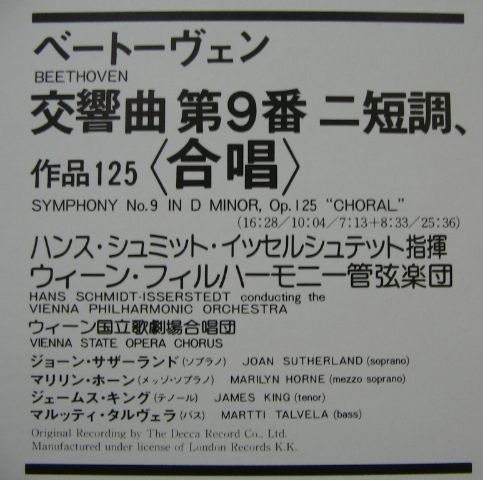 ベートーヴェン
BEETHOVEN
交響曲 第9番 ニ短調、
作品125〈合唱〉
SYMPHONY No.9 IN D MINOR, Op.125 "CHORAL"
(16:28/10:04/7:13+8:33/25:36)
ハンス・シュミット・イッセルシュテット指揮
ウィーン・フィルハーモニー管弦楽団
HANS SCHMIDT-ISSERSTEDT conducting the
VIENNA PHILHARMONIC ORCHESTRA
ウィーン国立歌劇場合唱団
VIENNA STATE OPERA CHORUS
ジョーン・サザーランド(ソプラノ) JOAN SUTHERLAND (soprano)
マリリン・ホーン(メッゾ・ソプラノ) MARILYN HORNE (mezzo soprano)
ジェームス・キング(テノール) JAMES KING (tenor)
マルッティ・タルヴェラ(バス) MARTTI TALVELA (bass)
Original Recording by The Decca Record Co., Ltd.
Manufactured under license of London Records K.K.